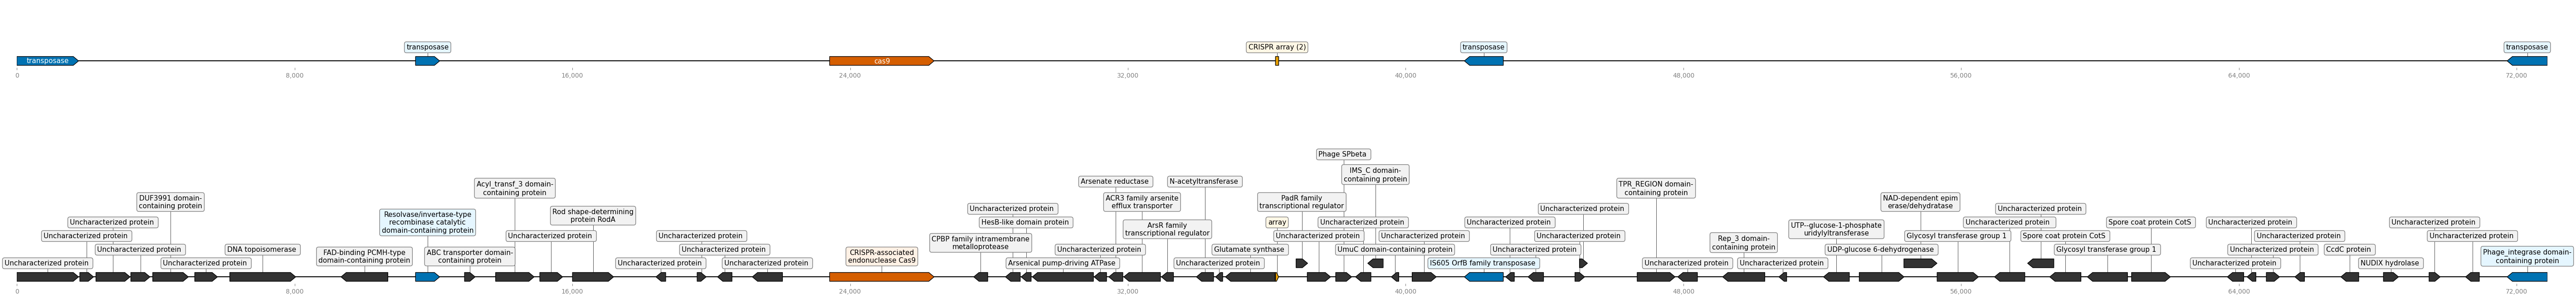 transposase
CRISPR array (2)
transposase
transposase
transposase
cas9
0
8,000
16,000
24,000
32,000
40,000
48,000
56,000
64,000
72,000
Phage SPbeta
IMS_C domain-
containing protein
Acyl_transf_3 domain-
containing protein
Arsenate reductase
N-acetyltransferase
TPR_REGION domain-
containing protein
DUF3991 domain-
containing protein
ACR3 family arsenite
efflux transporter
PadR family
transcriptional regulator
NAD-dependent epim
erase/dehydratase
Resolvase/invertase-type
recombinase catalytic
domain-containing protein
Rod shape-determining
protein RodA
Uncharacterized protein
Uncharacterized protein
Uncharacterized protein
Uncharacterized protein
HesB-like domain protein
ArsR family
transcriptional regulator
array
Uncharacterized protein
Uncharacterized protein
UTP--glucose-1-phosphate
uridylyltransferase
Uncharacterized protein
Spore coat protein CotS
Uncharacterized protein
Uncharacterized protein
Uncharacterized protein
Uncharacterized protein
Uncharacterized protein
CPBP family intramembrane
metalloprotease
Uncharacterized protein
Uncharacterized protein
Uncharacterized protein
Rep_3 domain-
containing protein
Glycosyl transferase group 1
Spore coat protein CotS
Uncharacterized protein
Uncharacterized protein
Uncharacterized protein
DNA topoisomerase
FAD-binding PCMH-type
domain-containing protein
ABC transporter domain-
containing protein
Uncharacterized protein
CRISPR-associated
endonuclease Cas9
Uncharacterized protein
Glutamate synthase
UmuC domain-containing protein
Uncharacterized protein
UDP-glucose 6-dehydrogenase
Glycosyl transferase group 1
Uncharacterized protein
CcdC protein
Phage_integrase domain-
containing protein
Uncharacterized protein
Uncharacterized protein
Uncharacterized protein
Uncharacterized protein
Arsenical pump-driving ATPase
Uncharacterized protein
IS605 OrfB family transposase
Uncharacterized protein
Uncharacterized protein
Uncharacterized protein
NUDIX hydrolase
0
8,000
16,000
24,000
32,000
40,000
48,000
56,000
64,000
72,000